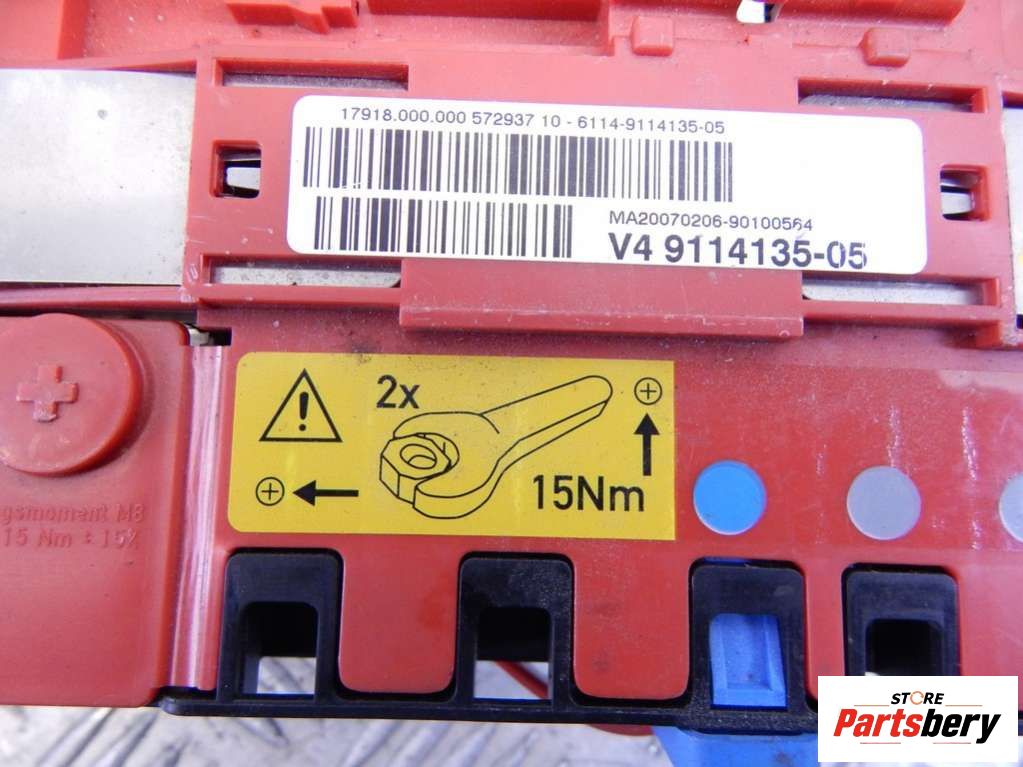 17918.000.000 572937 10 - 6114-9114135-05
MA20070206-90100564
V4 9114135-05
2x
15Nm
gsmoment M8
15 Nm ± 15%
STORE
Partsbery